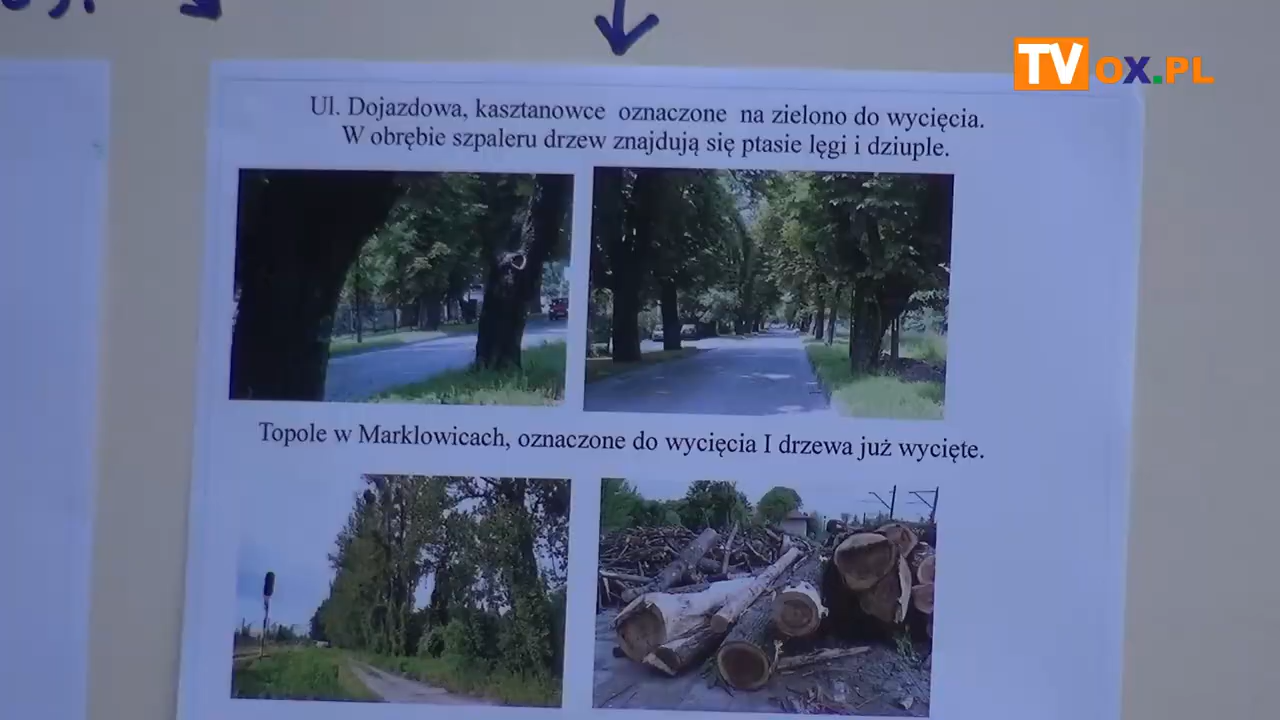 TVOX.PL
Ul. Dojazdowa, kasztanowce oznaczone na zielono do wycięcia.
W obrębie szpaleru drzew znajdują się ptasie lęgi i dziuple.
Topole w Marklowicach, oznaczone do wycięcia I drzewa już wycięte.